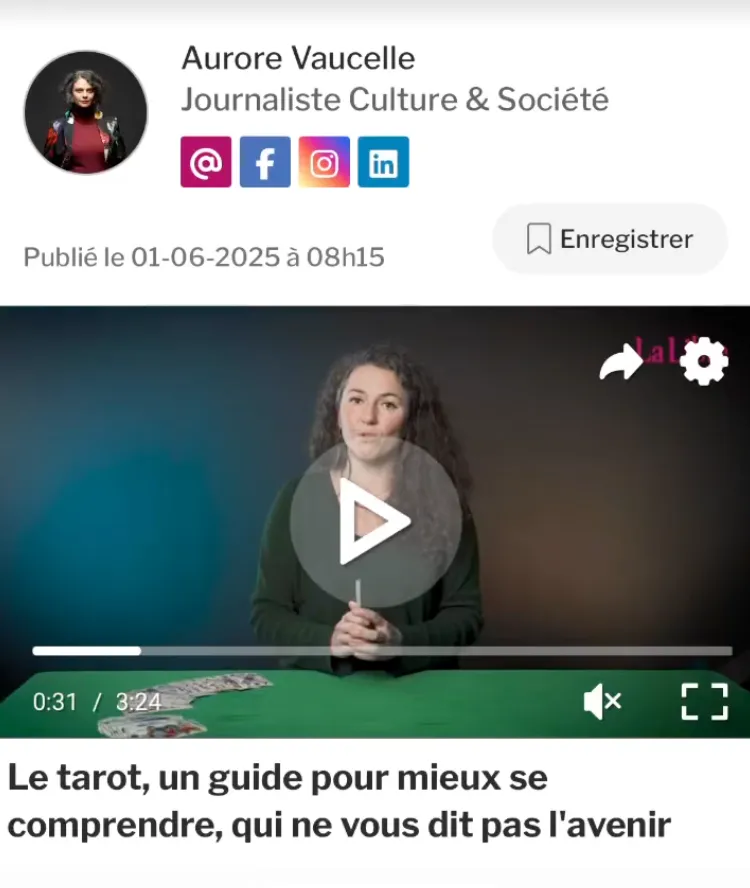 Aurore Vaucelle
Journaliste Culture & Société
Publié le 01-06-2025 à 08h15
Enregistrer
0:31 / 3:24
Le tarot, un guide pour mieux se
comprendre, qui ne vous dit pas l'avenir